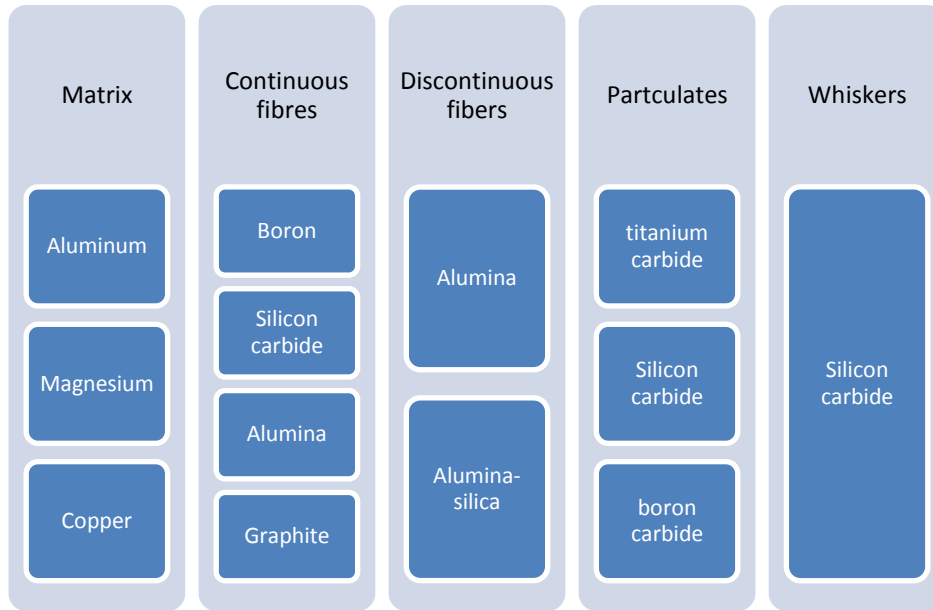 Matrix
Aluminum
Magnesium
Copper
Continuous
fibres
Boron
Silicon
carbide
Alumina
Graphite
Discontinuous
fibers
Alumina
Alumina-
silica
Partculates
titanium
carbide
Silicon
carbide
boron
carbide
Whiskers
Silicon
carbide